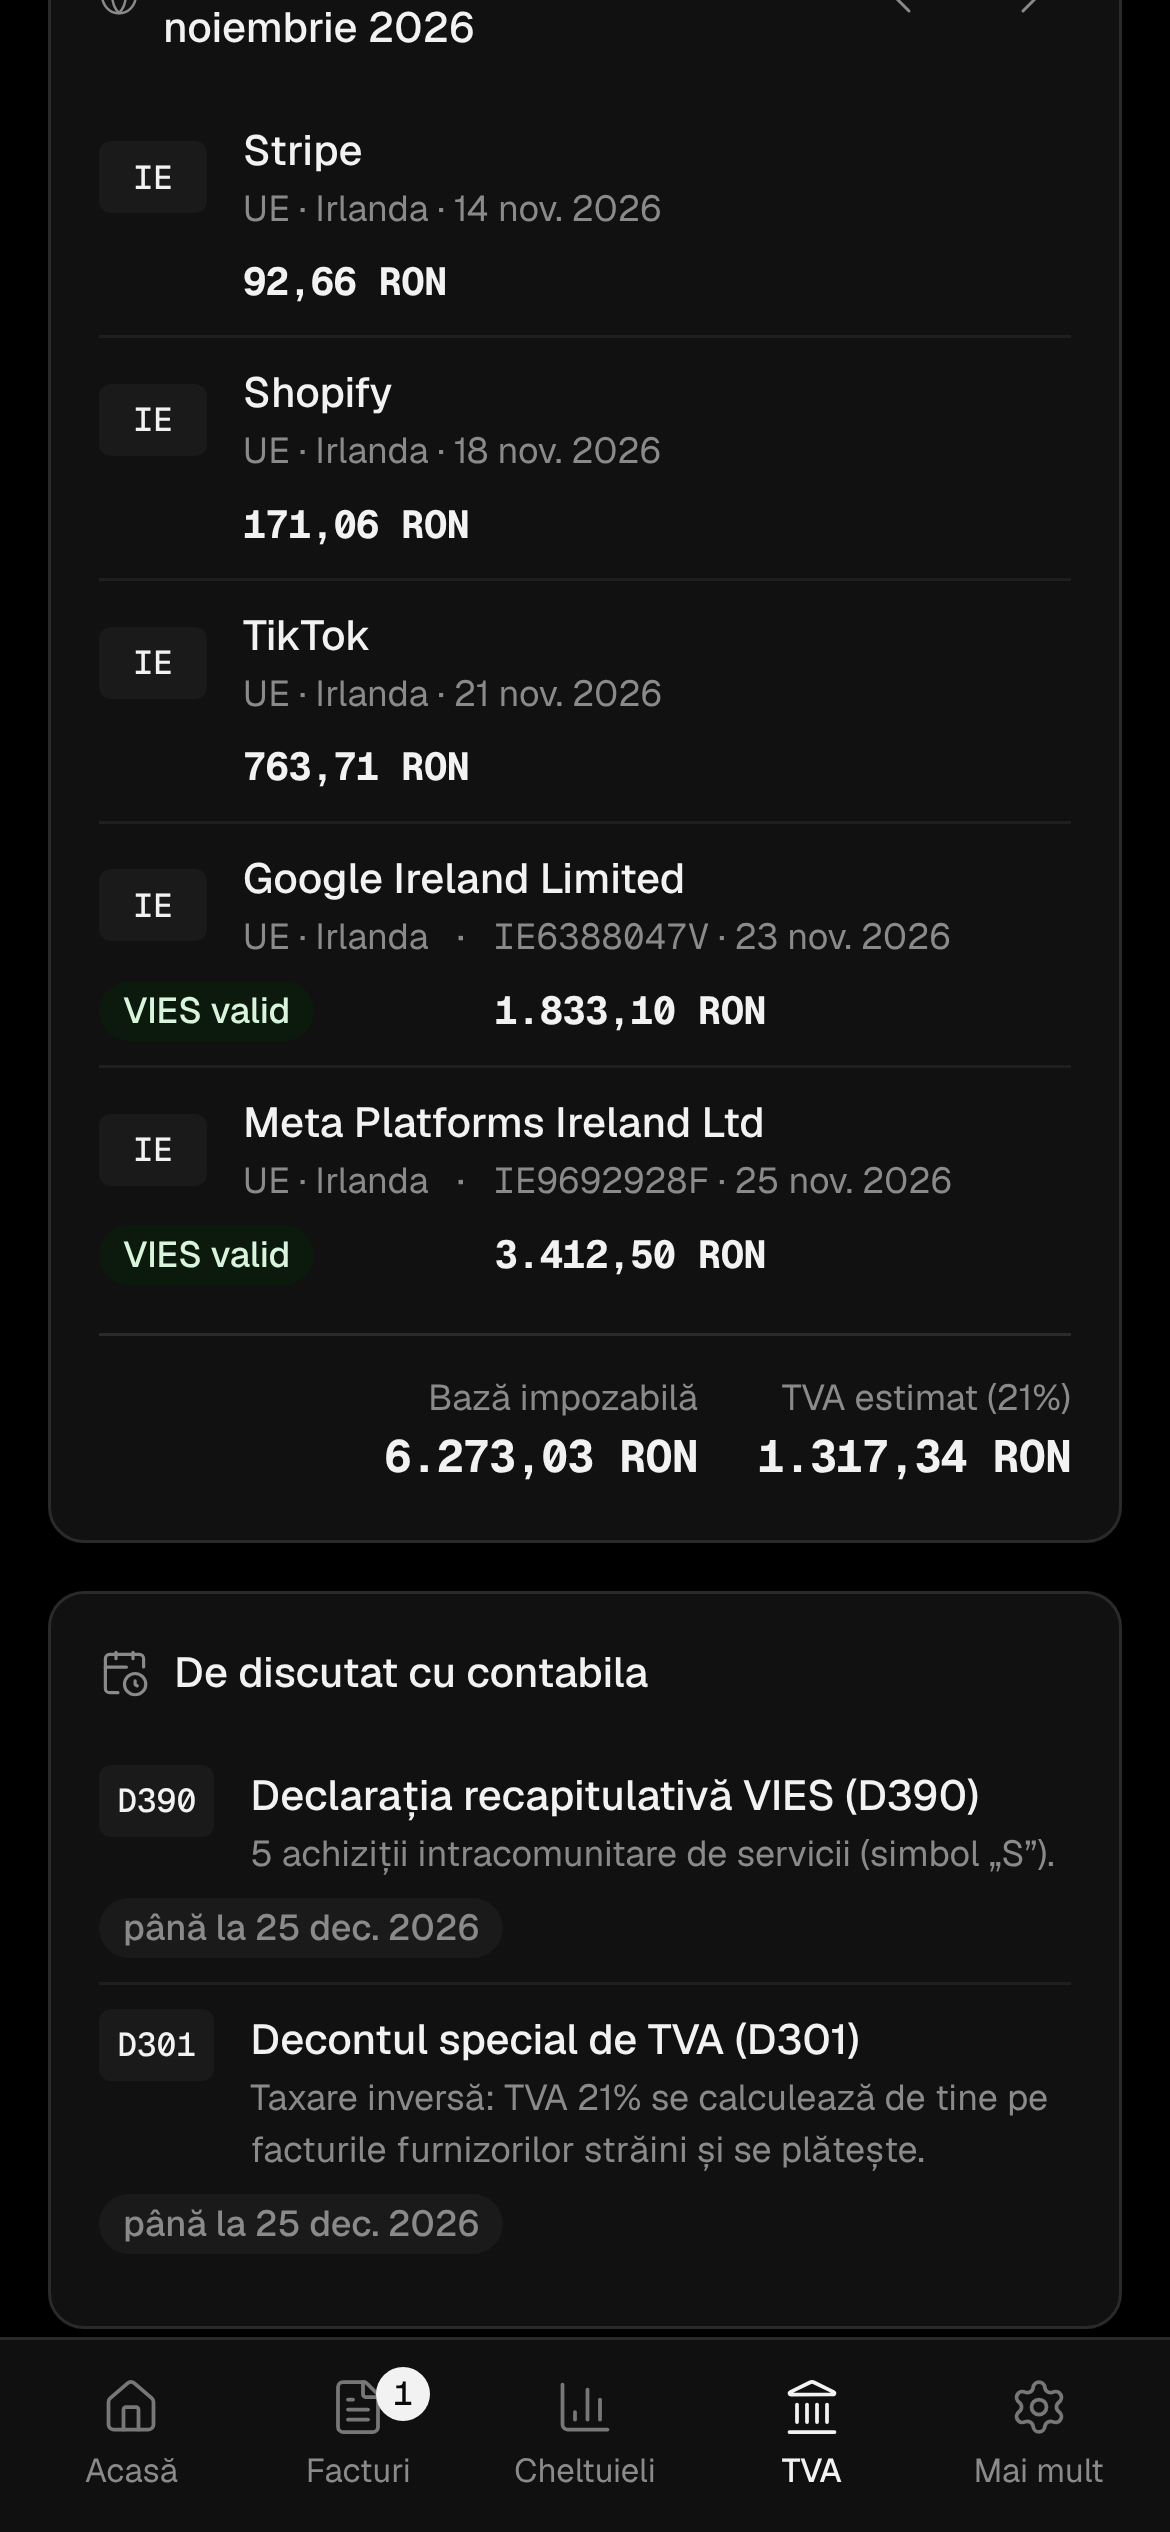 noiembrie 2026
IE
Stripe
UE · Irlanda · 14 nov. 2026
92,66 RON
IE
Shopify
UE · Irlanda · 18 nov. 2026
171,06 RON
IE
TikTok
UE · Irlanda · 21 nov. 2026
763,71 RON
IE
Google Ireland Limited
UE · Irlanda · IE6388047V · 23 nov. 2026
VIES valid 1.833,10 RON
IE
Meta Platforms Ireland Ltd
UE · Irlanda · IE9692928F · 25 nov. 2026
VIES valid 3.412,50 RON
Bază impozabilă TVA estimat (21%)
6.273,03 RON 1.317,34 RON
De discutat cu contabila
D390 Declarația recapitulativă VIES (D390)
5 achiziții intracomunitare de servicii (simbol „S”).
până la 25 dec. 2026
D301 Decontul special de TVA (D301)
Taxare inversă: TVA 21% se calculează de tine pe
facturile furnizorilor străini și se plătește.
până la 25 dec. 2026
1
Acasă Facturi Cheltuieli TVA Mai mult